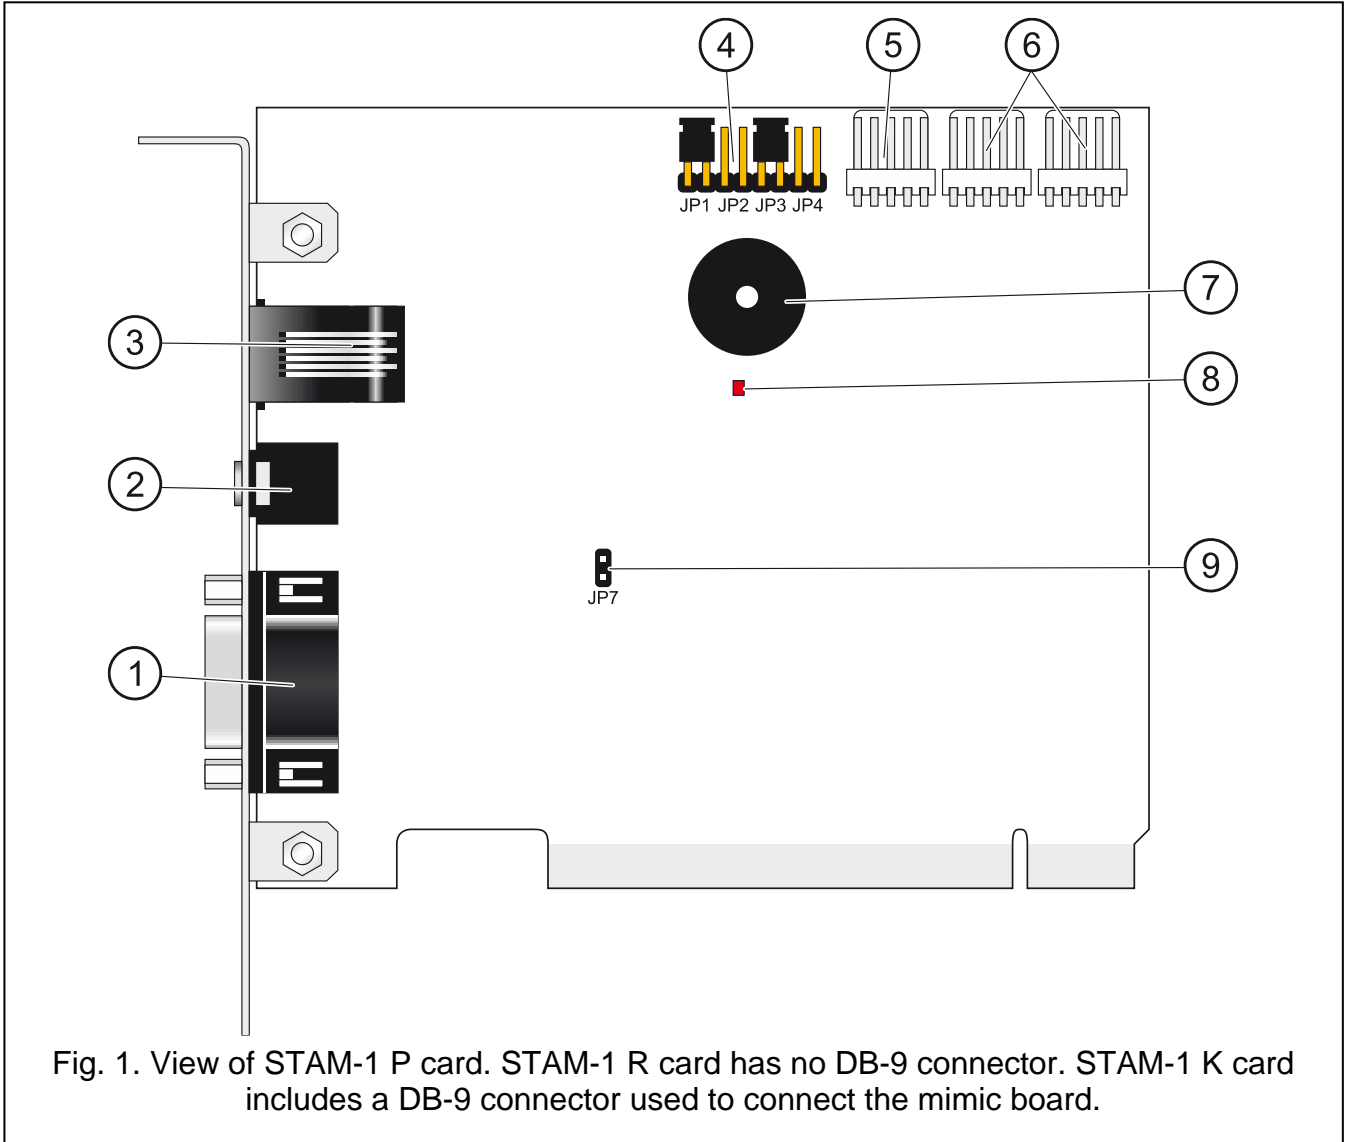 4
5
6
JP1 JP2 JP3 JP4
7
3
8
2
9
JP7
1
Fig. 1. View of STAM-1 P card. STAM-1 R card has no DB-9 connector. STAM-1 K card
includes a DB-9 connector used to connect the mimic board.